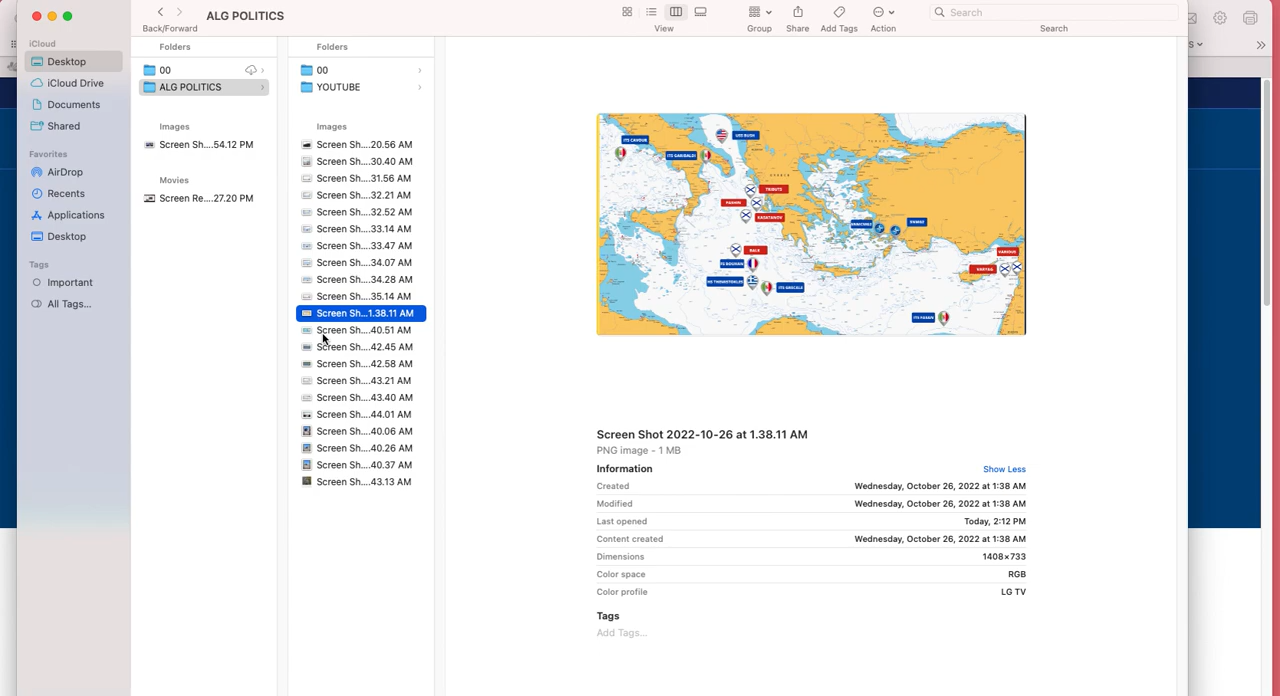 ALG POLITICS
Back/Forward
View
Group
Share
Add Tags
Action
Search
Search
iCloud
Desktop
iCloud Drive
Documents
Shared
Favorites
AirDrop
Recents
Applications
Desktop
Tags
Important
All Tags...
Folders
00
ALG POLITICS
Images
Screen Sh....54.12 PM
Movies
Screen Re....27.20 PM
Folders
00
YOUTUBE
Images
Screen Sh....20.56 AM
Screen Sh....30.40 AM
Screen Sh....31.56 AM
Screen Sh....32.21 AM
Screen Sh....32.52 AM
Screen Sh....33.14 AM
Screen Sh....33.47 AM
Screen Sh....34.07 AM
Screen Sh....34.28 AM
Screen Sh....35.14 AM
Screen Sh...1.38.11 AM
Screen Sh....40.51 AM
Screen Sh....42.45 AM
Screen Sh....42.58 AM
Screen Sh....43.21 AM
Screen Sh....43.40 AM
Screen Sh....44.01 AM
Screen Sh....40.06 AM
Screen Sh....40.26 AM
Screen Sh....40.37 AM
Screen Sh....43.13 AM
ITS CAVOUR
USS BUSH
ITS GARIBALDI
TRIBUTS
KASHIN
VARYAG
Screen Shot 2022-10-26 at 1.38.11 AM
PNG image - 1 MB
Information
Show Less
Created
Wednesday, October 26, 2022 at 1:38 AM
Modified
Wednesday, October 26, 2022 at 1:38 AM
Last opened
Today, 2:12 PM
Content created
Wednesday, October 26, 2022 at 1:38 AM
Dimensions
1408×733
Color space
RGB
Color profile
LG TV
Tags
Add Tags...